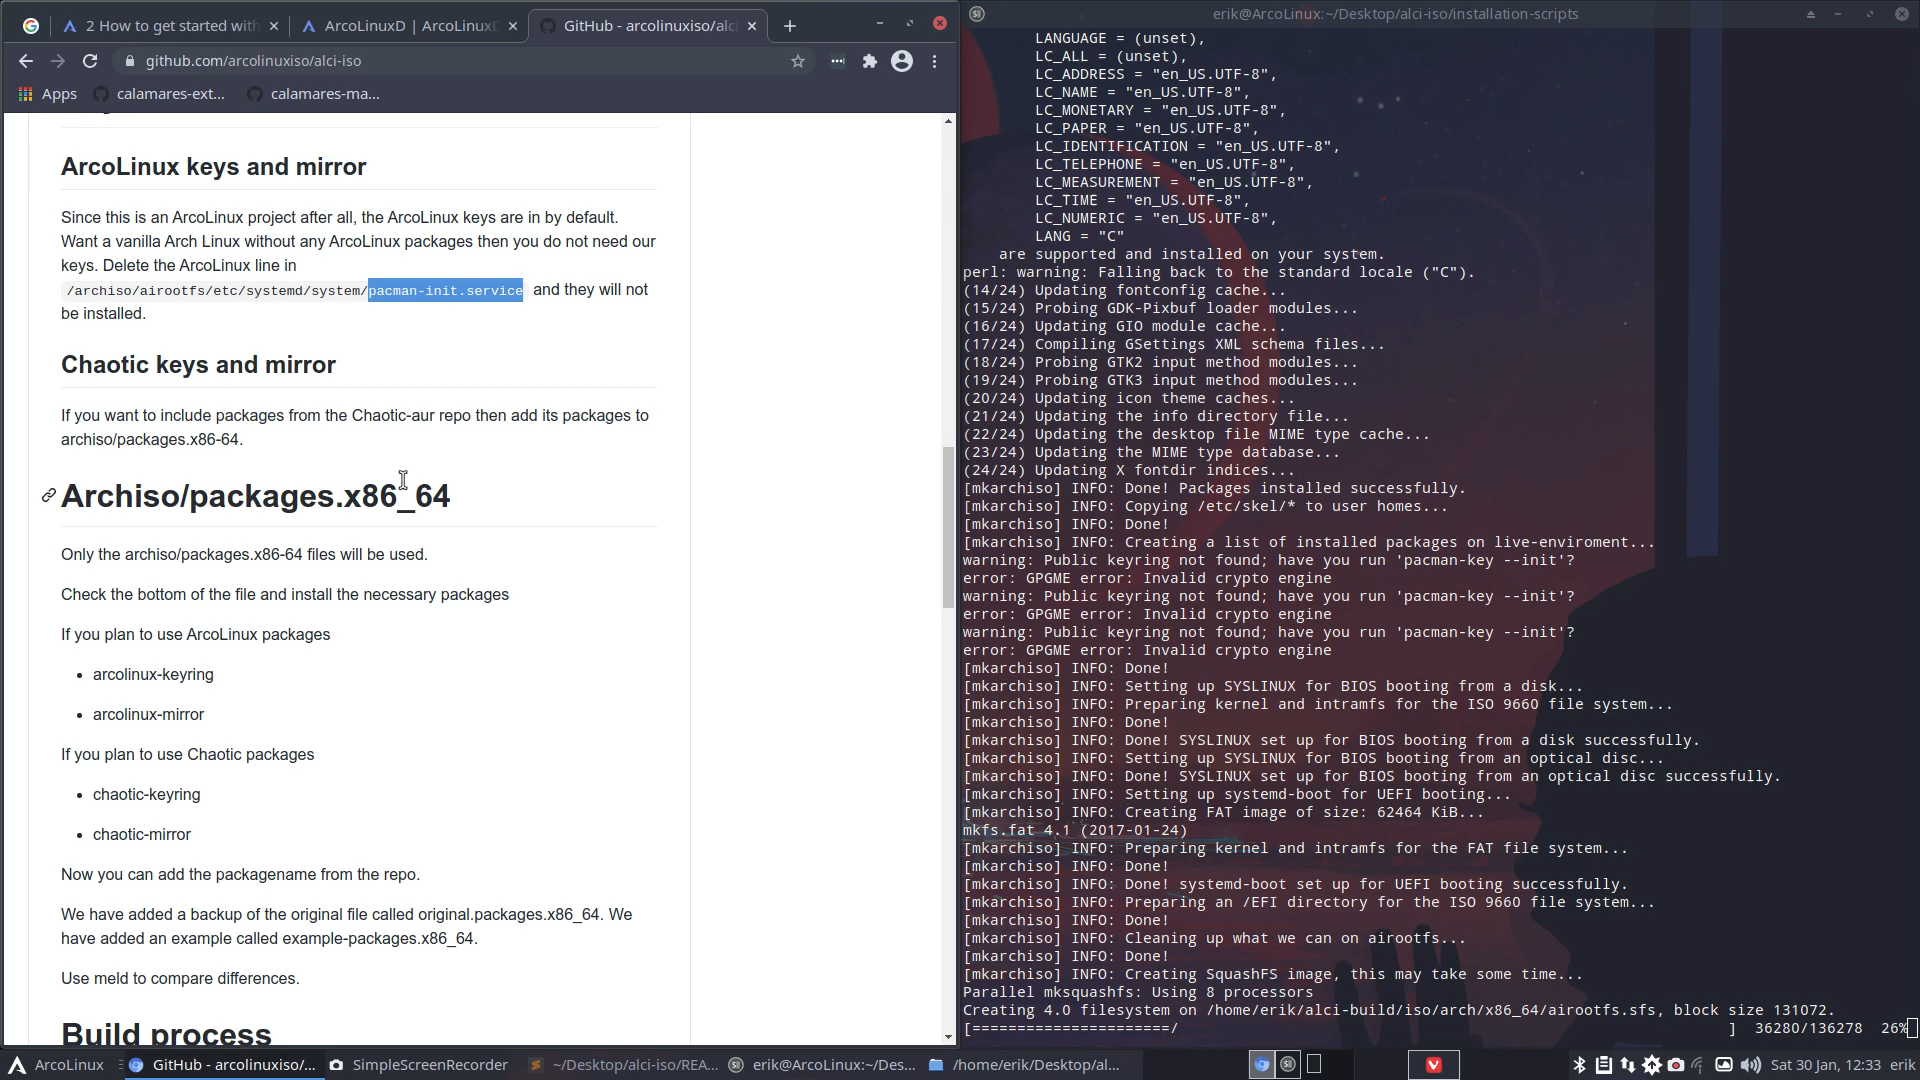 2 How to get started with
ArcoLinuxD | ArcoLinuxD
GitHub - arcolinuxiso/alci
github.com/arcolinuxiso/alci-iso
Apps
calamares-ext...
calamares-ma...
ArcoLinux keys and mirror
Since this is an ArcoLinux project after all, the ArcoLinux keys are in by default.
Want a vanilla Arch Linux without any ArcoLinux packages then you do not need our
keys. Delete the ArcoLinux line in
/archiso/airootfs/etc/systemd/system/pacman-init.service and they will not
be installed.
Chaotic keys and mirror
If you want to include packages from the Chaotic-aur repo then add its packages to
archiso/packages.x86-64.
Archiso/packages.x86_64
Only the archiso/packages.x86-64 files will be used.
Check the bottom of the file and install the necessary packages
If you plan to use ArcoLinux packages
• arcolinux-keyring
• arcolinux-mirror
If you plan to use Chaotic packages
• chaotic-keyring
• chaotic-mirror
Now you can add the packagename from the repo.
We have added a backup of the original file called original.packages.x86_64. We
have added an example called example-packages.x86_64.
Use meld to compare differences.
Build process
erik@ArcoLinux:~/Desktop/alci-iso/installation-scripts
LANGUAGE = (unset),
LC_ALL = (unset),
LC_ADDRESS = "en_US.UTF-8",
LC_NAME = "en_US.UTF-8",
LC_MONETARY = "en_US.UTF-8",
LC_PAPER = "en_US.UTF-8",
LC_IDENTIFICATION = "en_US.UTF-8",
LC_TELEPHONE = "en_US.UTF-8",
LC_MEASUREMENT = "en_US.UTF-8",
LC_TIME = "en_US.UTF-8",
LC_NUMERIC = "en_US.UTF-8",
LANG = "C"
are supported and installed on your system.
perl: warning: Falling back to the standard locale ("C").
(14/24) Updating fontconfig cache...
(15/24) Probing GDK-Pixbuf loader modules...
(16/24) Updating GIO module cache...
(17/24) Compiling GSettings XML schema files...
(18/24) Probing GTK2 input method modules...
(19/24) Probing GTK3 input method modules...
(20/24) Updating icon theme caches...
(21/24) Updating the info directory file...
(22/24) Updating the desktop file MIME type cache...
(23/24) Updating the MIME type database...
(24/24) Updating X fontdir indices...
[mkarchiso] INFO: Done! Packages installed successfully.
[mkarchiso] INFO: Copying /etc/skel/* to user homes...
[mkarchiso] INFO: Done!
[mkarchiso] INFO: Creating a list of installed packages on live-enviroment...
warning: Public keyring not found; have you run 'pacman-key --init'?
error: GPGME error: Invalid crypto engine
warning: Public keyring not found; have you run 'pacman-key --init'?
error: GPGME error: Invalid crypto engine
warning: Public keyring not found; have you run 'pacman-key --init'?
error: GPGME error: Invalid crypto engine
[mkarchiso] INFO: Done!
[mkarchiso] INFO: Setting up SYSLINUX for BIOS booting from a disk...
[mkarchiso] INFO: Preparing kernel and intramfs for the ISO 9660 file system...
[mkarchiso] INFO: Done!
[mkarchiso] INFO: Done! SYSLINUX set up for BIOS booting from a disk successfully.
[mkarchiso] INFO: Setting up SYSLINUX for BIOS booting from an optical disc...
[mkarchiso] INFO: Done! SYSLINUX set up for BIOS booting from an optical disc successfully.
[mkarchiso] INFO: Setting up systemd-boot for UEFI booting...
[mkarchiso] INFO: Creating FAT image of size: 62464 KiB...
mkfs.fat 4.1 (2017-01-24)
[mkarchiso] INFO: Preparing kernel and intramfs for the FAT file system...
[mkarchiso] INFO: Done!
[mkarchiso] INFO: Done! systemd-boot set up for UEFI booting successfully.
[mkarchiso] INFO: Preparing an /EFI directory for the ISO 9660 file system...
[mkarchiso] INFO: Done!
[mkarchiso] INFO: Cleaning up what we can on airootfs...
[mkarchiso] INFO: Done!
[mkarchiso] INFO: Creating SquashFS image, this may take some time...
Parallel mksquashfs: Using 8 processors
Creating 4.0 filesystem on /home/erik/alci-build/iso/arch/x86_64/airootfs.sfs, block size 131072.
[=======================/ ] 36280/136278 26%
ArcoLinux
GitHub - arcolinuxiso/...
SimpleScreenRecorder
~/Desktop/alci-iso/REA...
erik@ArcoLinux:~/Des...
/home/erik/Desktop/al...
Sat 30 Jan, 12:33 erik